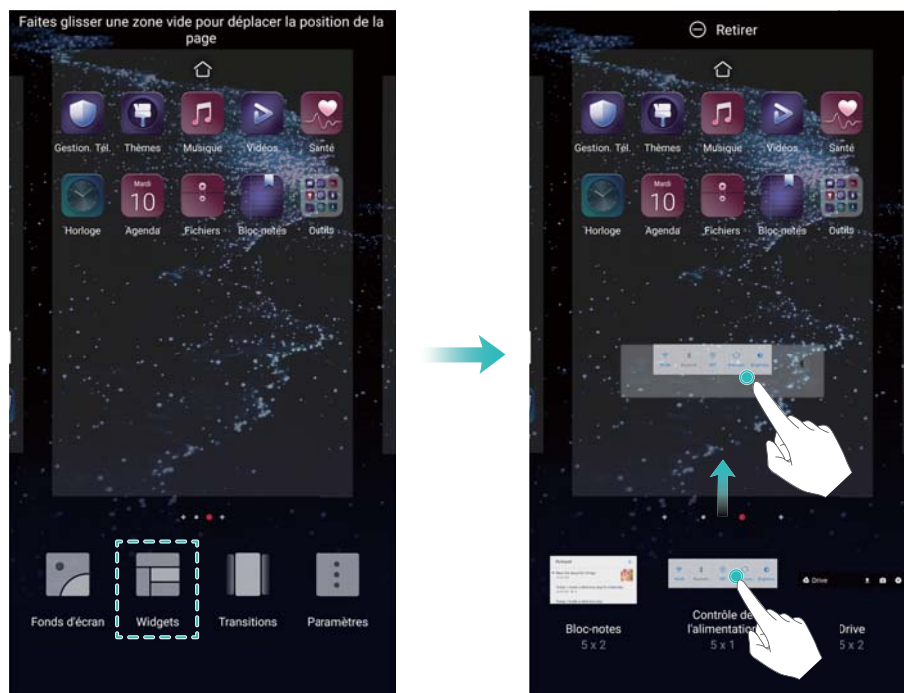 Faites glisser une zone vide pour déplacer la position de la
page
Gestion. Tél.
Thèmes
Musique
Vidéos
Santé
Mardi
10
Horloge
Agenda
Fichiers
Bloc-notes
Outils
Fonds d'écran
Widgets
Transitions
Paramètres
Retirer
Gestion. Tél.
Thèmes
Musique
Vidéos
Santé
Mardi
10
Horloge
Agenda
Fichiers
Bloc-notes
Outils
Drive
Bloc-notes
5 x 2
Contrôle de
l'alimentation
5 x 1
Drive
5 x 2